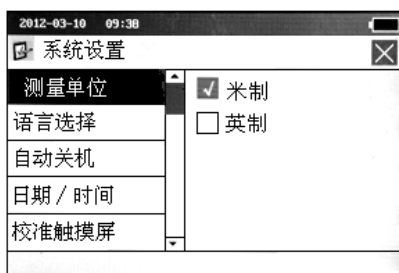 2012-03-10 09:38
系统设置
测量单位
语言选择
自动关机
日期/时间
校准触摸屏
米制
英制